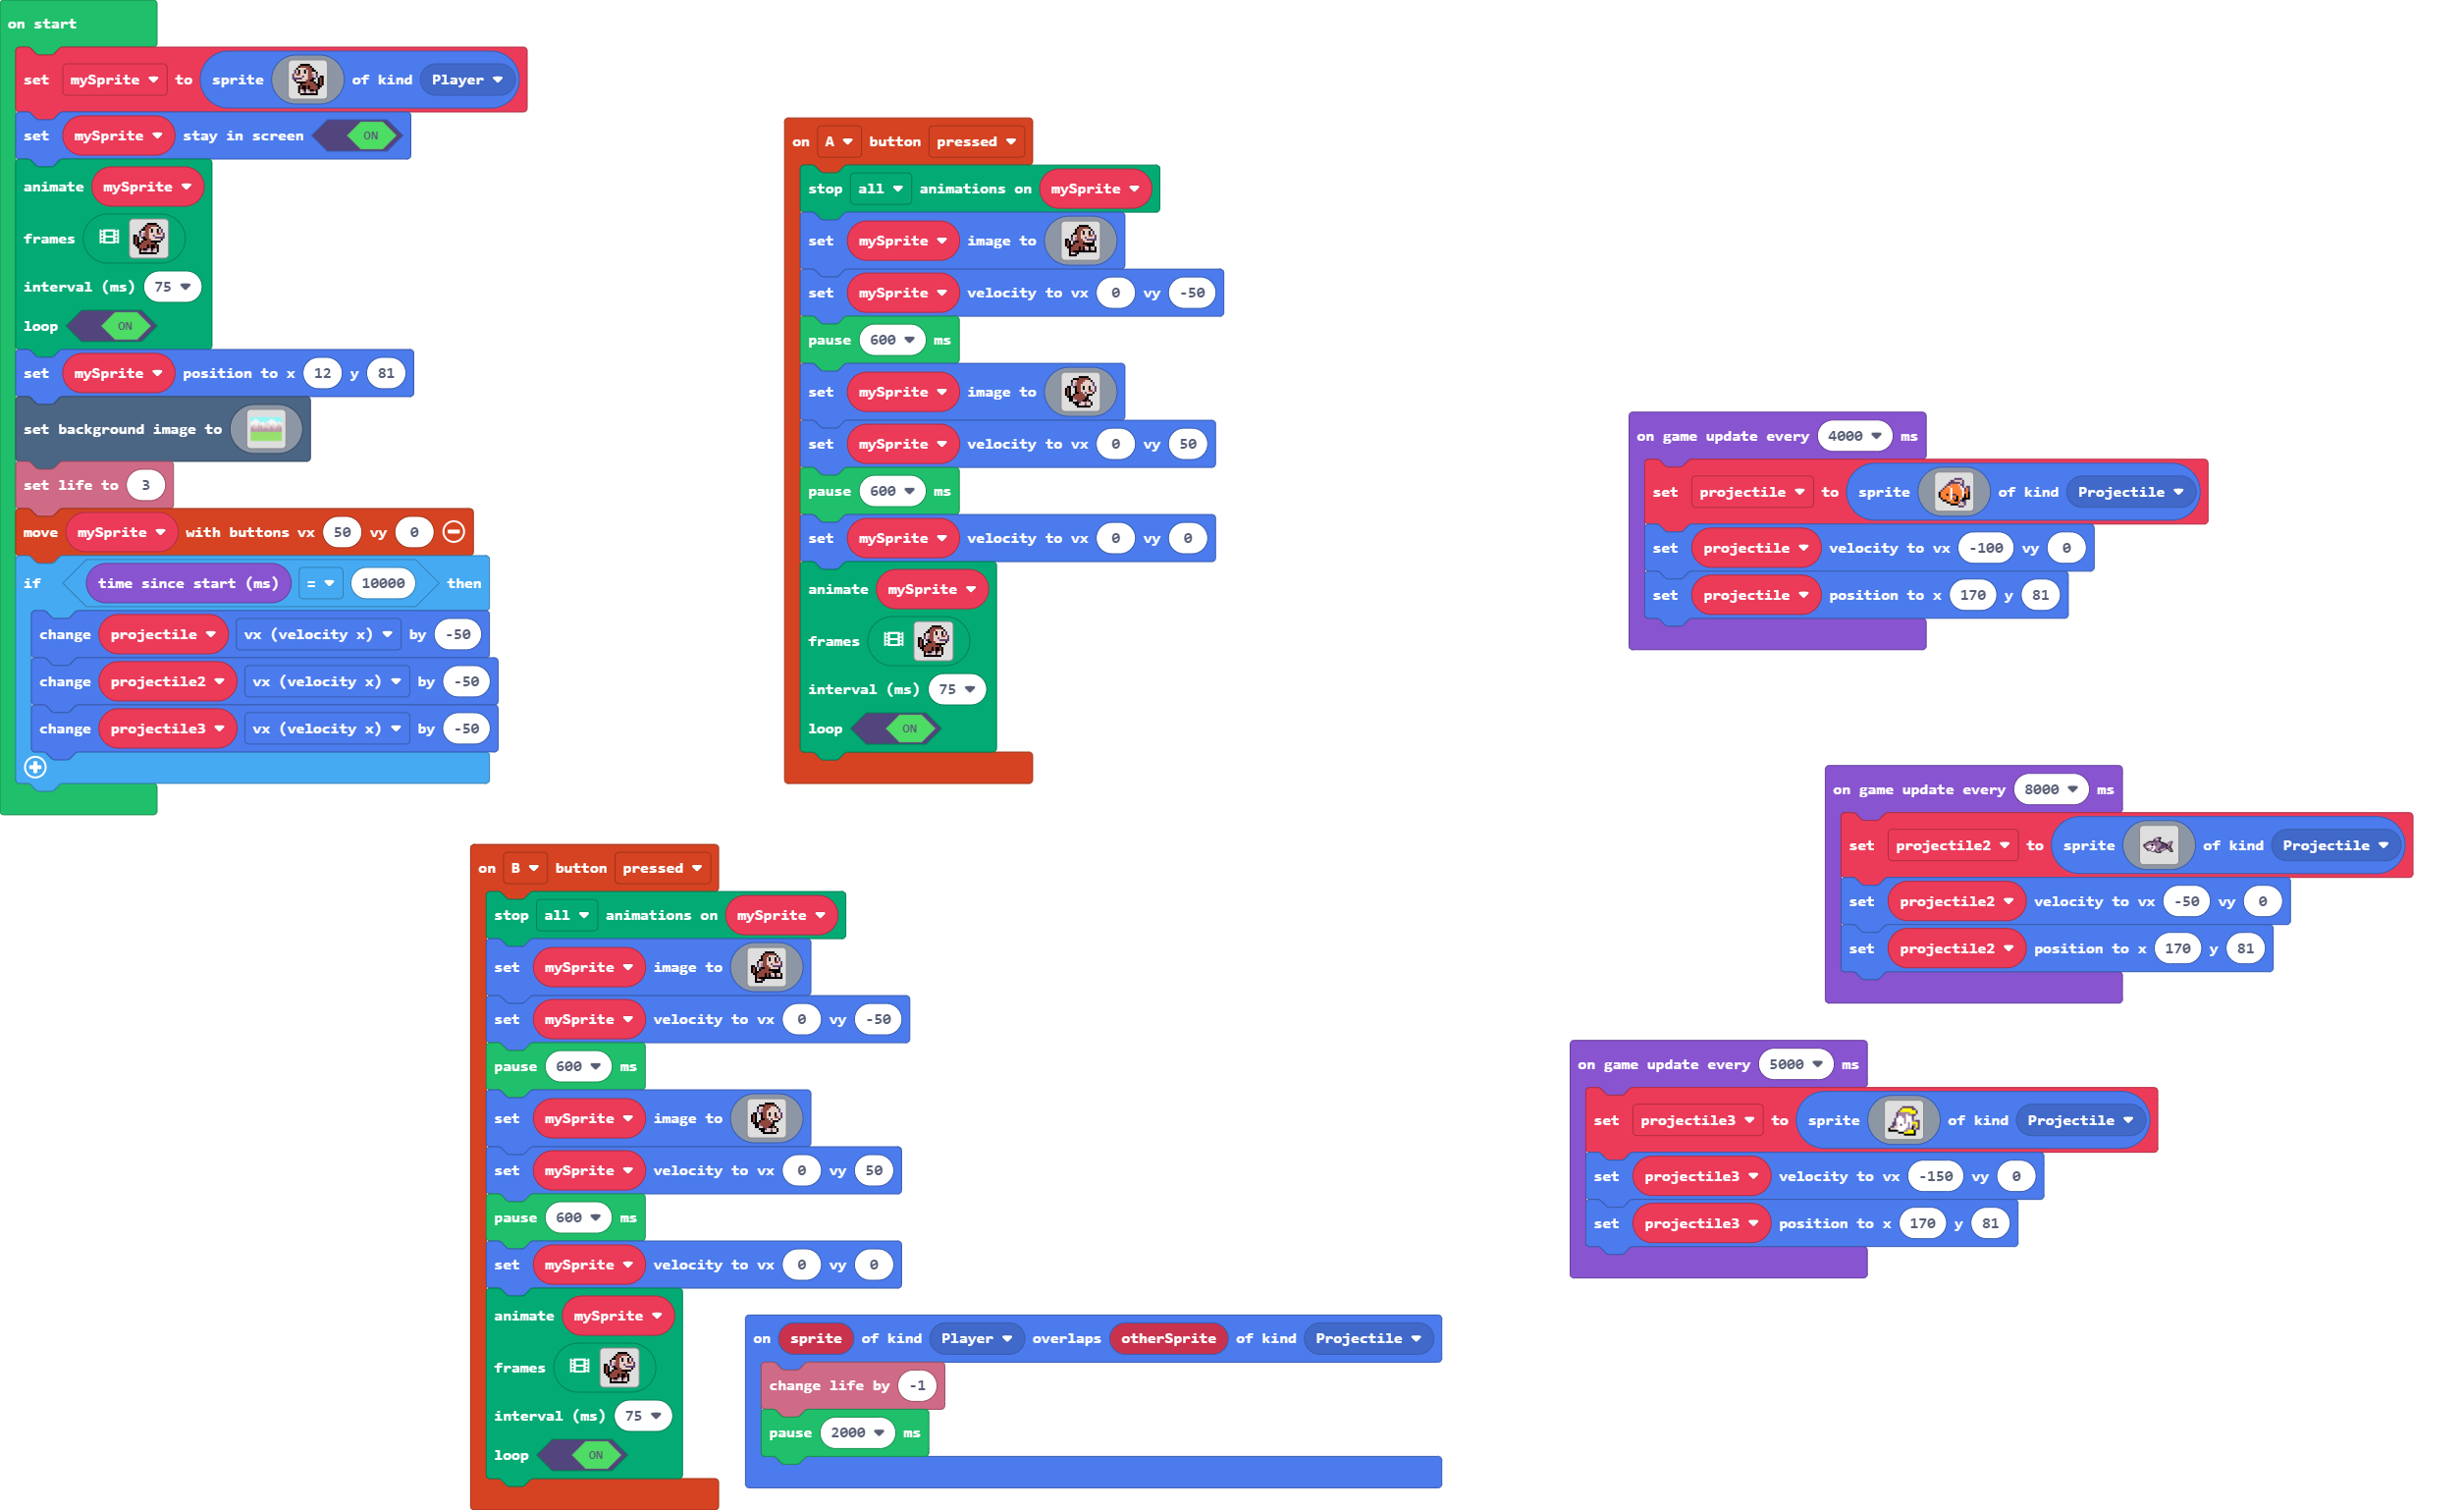 on start
set mySprite to sprite of kind Player
set mySprite stay in screen ON
animate mySprite
frames
interval (ms) 75
loop ON
set mySprite position to x 12 y 81
set background image to
set life to 3
move mySprite with buttons vx 50 vy 0
if time since start (ms) = 10000 then
change projectile vx (velocity x) by -50
change projectile2 vx (velocity x) by -50
change projectile3 vx (velocity x) by -50
on A button pressed
stop all animations on mySprite
set mySprite image to
set mySprite velocity to vx 0 vy -50
pause 600 ms
set mySprite image to
set mySprite velocity to vx 0 vy 50
pause 600 ms
set mySprite velocity to vx 0 vy 0
animate mySprite
frames
interval (ms) 75
loop ON
on game update every 4000 ms
set projectile to sprite of kind Projectile
set projectile velocity to vx -100 vy 0
set projectile position to x 170 y 81
on game update every 8000 ms
set projectile2 to sprite of kind Projectile
set projectile2 velocity to vx -50 vy 0
set projectile2 position to x 170 y 81
on B button pressed
stop all animations on mySprite
set mySprite image to
set mySprite velocity to vx 0 vy -50
pause 600 ms
set mySprite image to
set mySprite velocity to vx 0 vy 50
pause 600 ms
set mySprite velocity to vx 0 vy 0
animate mySprite
frames
interval (ms) 75
loop ON
on game update every 5000 ms
set projectile3 to sprite of kind Projectile
set projectile3 velocity to vx -150 vy 0
set projectile3 position to x 170 y 81
on sprite of kind Player overlaps otherSprite of kind Projectile
change life by -1
pause 2000 ms